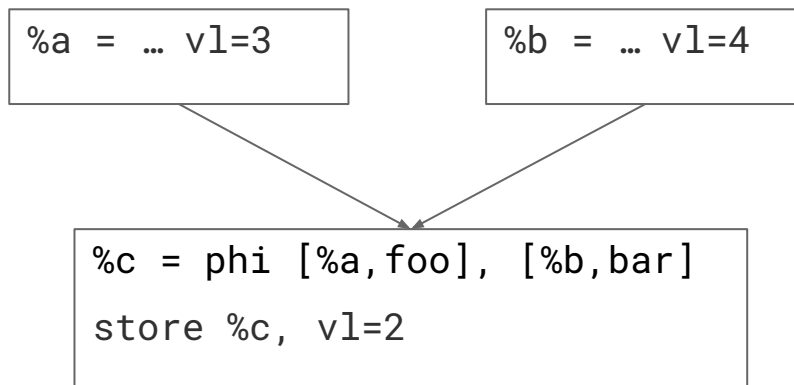 %a = … vl=3
%b = … vl=4
%c = phi [%a,foo], [%b,bar]
store %c, vl=2